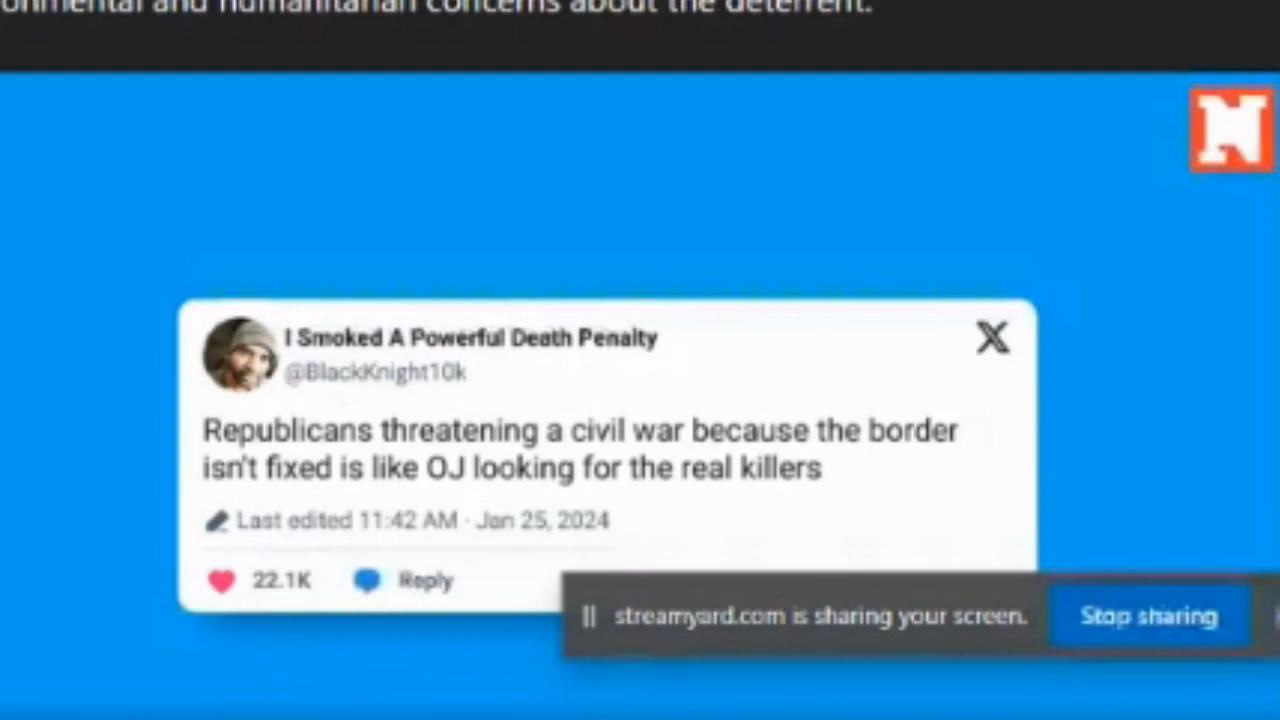 onmental and humanitarian concerns about the deterrent.
N
I Smoked A Powerful Death Penalty
X
@BlackKnight10k
Republicans threatening a civil war because the border
isn't fixed is like OJ looking for the real killers
Last edited 11:42 AM · Jan 25, 2024
22.1K Reply
streamyard.com is sharing your screen. Stop sharing